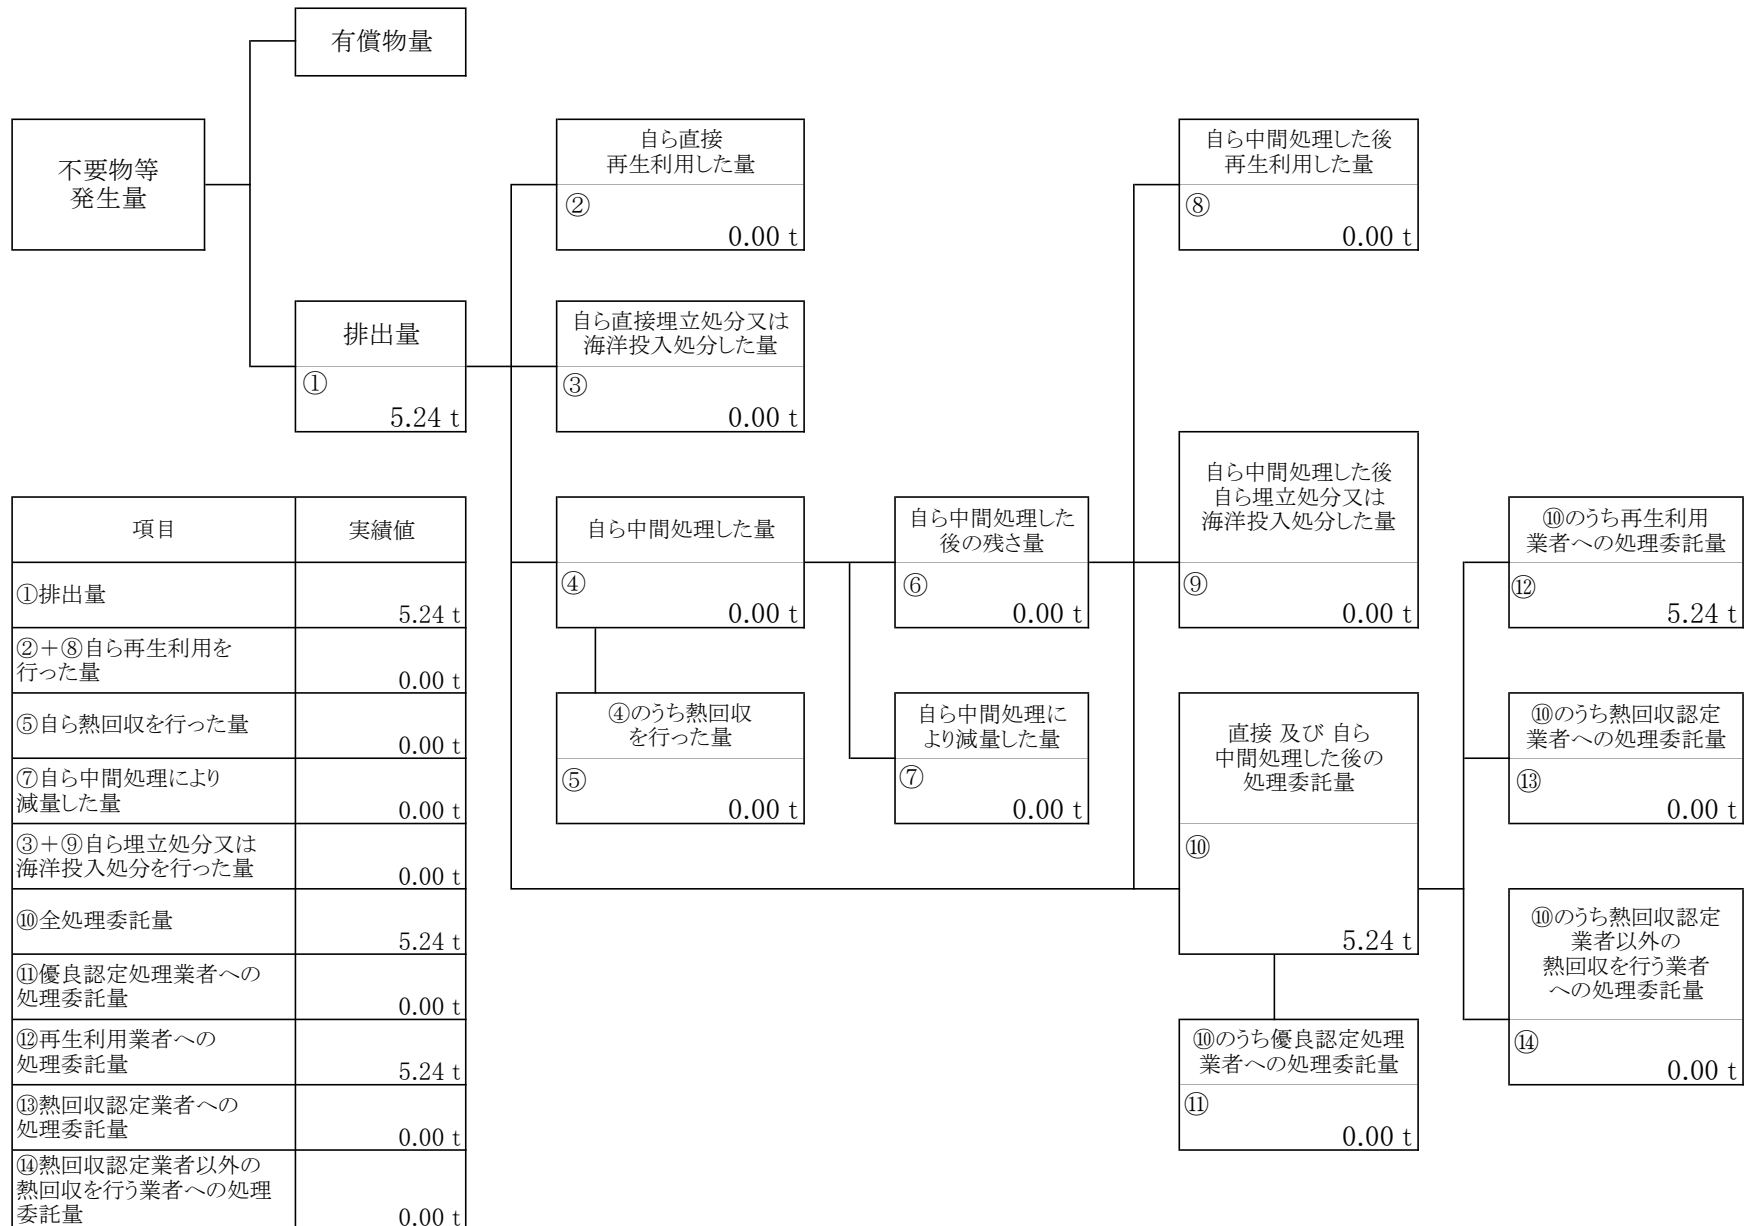 有償物量
不要物等
発生量
自ら直接
再生利用した量
②
0.00 t
自ら中間処理した後
再生利用した量
⑧
0.00 t
排出量
①
5.24 t
自ら直接埋立処分又は
海洋投入処分した量
③
0.00 t
自ら中間処理した量
④
0.00 t
自ら中間処理した
後の残さ量
⑥
0.00 t
自ら中間処理した後
自ら埋立処分又は
海洋投入処分した量
⑨
0.00 t
⑩のうち再生利用
業者への処理委託量
⑫
5.24 t
④のうち熱回収
を行った量
⑤
0.00 t
自ら中間処理に
より減量した量
⑦
0.00 t
直接 及び 自ら
中間処理した後の
処理委託量
⑩
5.24 t
⑩のうち熱回収認定
業者への処理委託量
⑬
0.00 t
⑩のうち熱回収認定
業者以外の
熱回収を行う業者
への処理委託量
⑭
0.00 t
⑩のうち優良認定処理
業者への処理委託量
⑪
0.00 t
項目 実績値
①排出量
5.24 t
②＋⑧自ら再生利用を
行った量
0.00 t
⑤自ら熱回収を行った量
0.00 t
⑦自ら中間処理により
減量した量
0.00 t
③＋⑨自ら埋立処分又は
海洋投入処分を行った量
0.00 t
⑩全処理委託量
5.24 t
⑪優良認定処理業者への
処理委託量
0.00 t
⑫再生利用業者への
処理委託量
5.24 t
⑬熱回収認定業者への
処理委託量
0.00 t
⑭熱回収認定業者以外の
熱回収を行う業者への処理
委託量
0.00 t